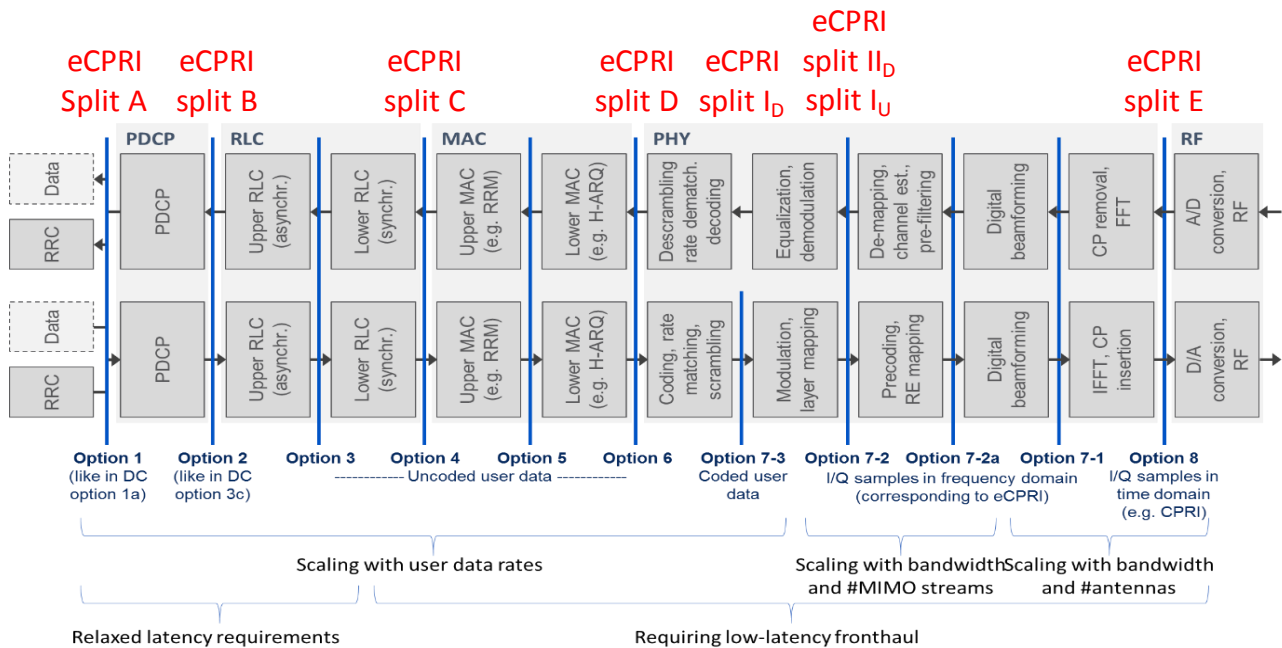 eCPRI
Split A
eCPRI
split B
eCPRI
split C
eCPRI
split D
eCPRI
split I_D
eCPRI
split II_D
split I_U
eCPRI
split E
PDCP
RLC
MAC
PHY
RF
Data
RRC
PDCP
Upper RLC
(asynchr.)
Lower RLC
(synchr.)
Upper MAC
(e.g. RRM)
Lower MAC
(e.g. H-ARQ)
Descrambling
rate dematch.
decoding
Equalization,
demodulation
De-mapping,
channel est.,
pre-filtering
Digital
beamforming
CP removal,
FFT
A/D
conversion,
RF
Data
RRC
PDCP
Upper RLC
(asynchr.)
Lower RLC
(synchr.)
Upper MAC
(e.g. RRM)
Lower MAC
(e.g. H-ARQ)
Coding, rate
matching,
scrambling
Modulation,
layer mapping
Precoding,
RE mapping
Digital
beamforming
IFFT, CP
insertion
D/A
conversion,
RF
Option 1
(like in DC
option 1a)
Option 2
(like in DC
option 3c)
Option 3
Option 4
Option 5
Option 6
------------ Uncoded user data ------------
Option 7-3
Coded user
data
Option 7-2
Option 7-2a
Option 7-1
I/Q samples in frequency domain
(corresponding to eCPRI)
Option 8
I/Q samples in
time domain
(e.g. CPRI)
Scaling with user data rates
Scaling with bandwidth
and #MIMO streams
Scaling with bandwidth
and #antennas
Relaxed latency requirements
Requiring low-latency fronthaul